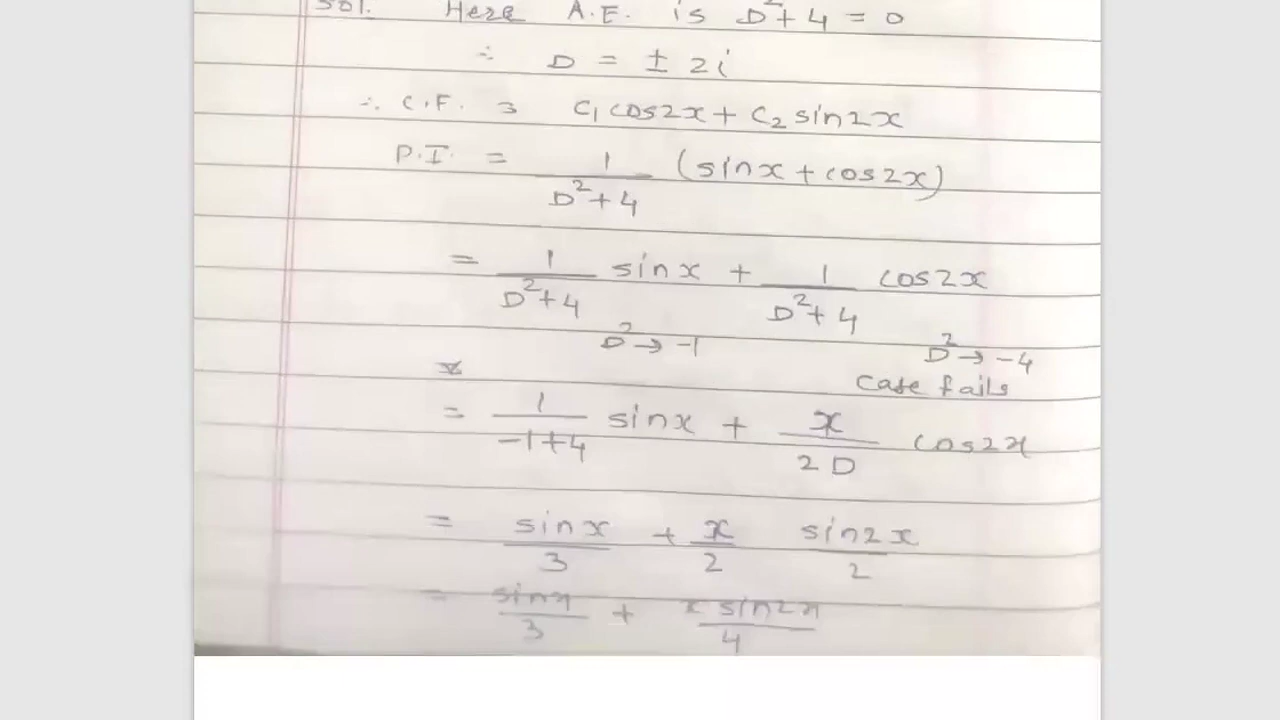 Sol. Here A.E. is D²+4 = 0
∴ D = ± 2i
∴ C.F. = C₁ cos2x + C₂ sin2x
P.I. = 1/(D²+4) (sinx + cos2x)
= 1/(D²+4) sinx + 1/(D²+4) cos2x
D² → -1 D² → -4
Case fails
= 1/(-1+4) sinx + x/(2D) cos2x
= sinx/3 + x/2 sin2x/2
= sinx/3 + x sin2x/4